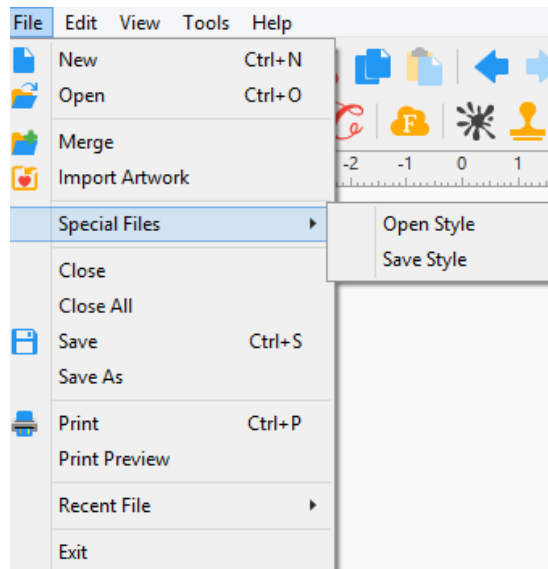 File Edit View Tools Help
New Ctrl+N
Open Ctrl+O
Merge
Import Artwork
Special Files
Open Style
Save Style
Close
Close All
Save Ctrl+S
Save As
Print Ctrl+P
Print Preview
Recent File
Exit
F
-2 -1 0 1